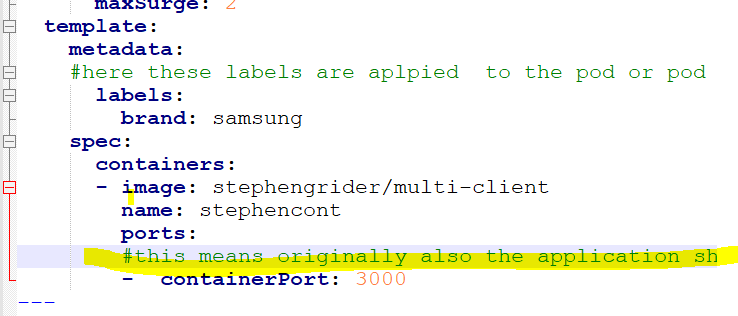 maxSurge: 2
template:
metadata:
#here these labels are aplpied to the pod or pod
labels:
brand: samsung
spec:
containers:
- image: stephengrider/multi-client
name: stephencont
ports:
#this means originally also the application sh
- containerPort: 3000
---